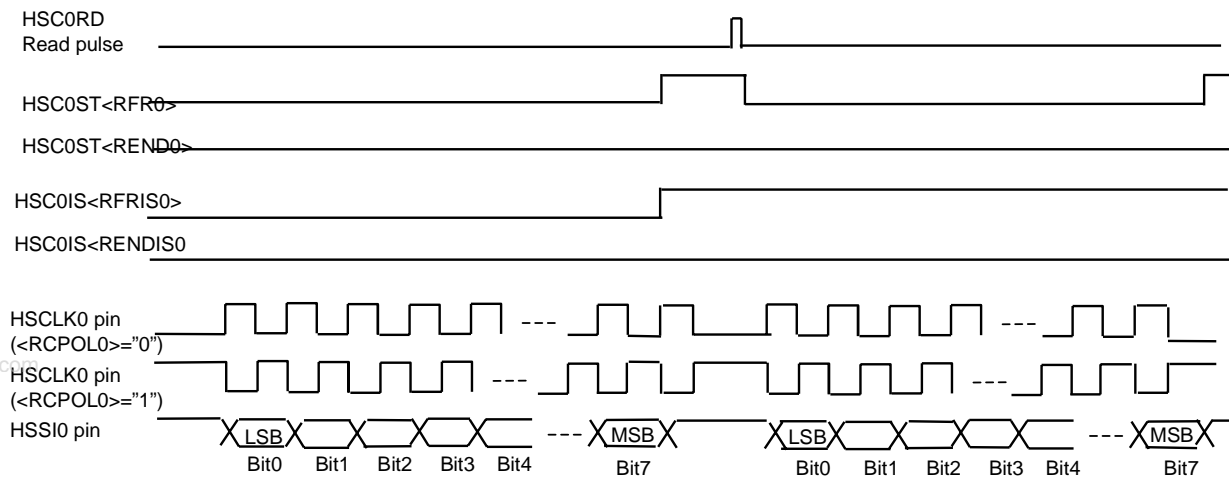 HSC0RD
Read pulse
HSC0ST<RFR0>
HSC0ST<REND0>
HSC0IS<RFRIS0>
HSC0IS<RENDIS0
HSCLK0 pin
(<RCPOL0>="0")
com
HSCLK0 pin
(<RCPOL0>="1")
HSSI0 pin
LSB MSB LSB MSB
Bit0 Bit1 Bit2 Bit3 Bit4 Bit7 Bit0 Bit1 Bit2 Bit3 Bit4 Bit7